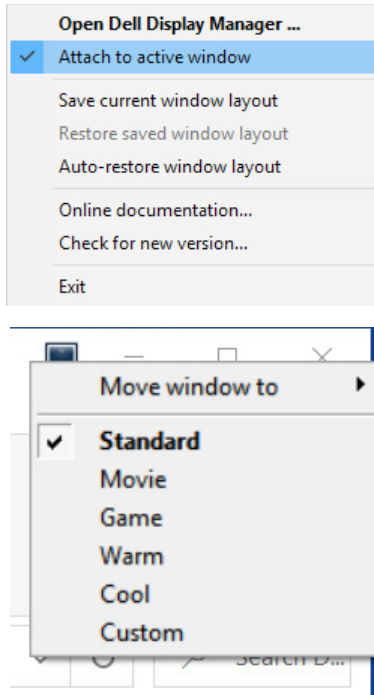 Open Dell Display Manager ...
Attach to active window
Save current window layout
Restore saved window layout
Auto-restore window layout
Online documentation...
Check for new version...
Exit
Move window to
Standard
Movie
Game
Warm
Cool
Custom
Search D...